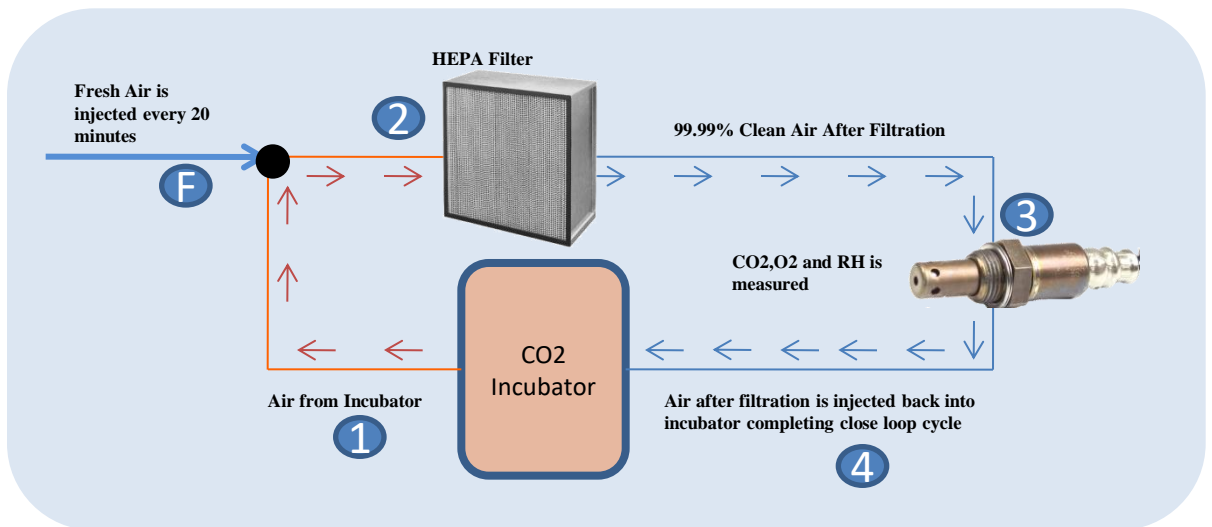 HEPA Filter
Fresh Air is
injected every 20
minutes
2
99.99% Clean Air After Filtration
F
3
CO2,O2 and RH is
measured
CO2
Incubator
Air from Incubator
1
Air after filtration is injected back into
incubator completing close loop cycle
4